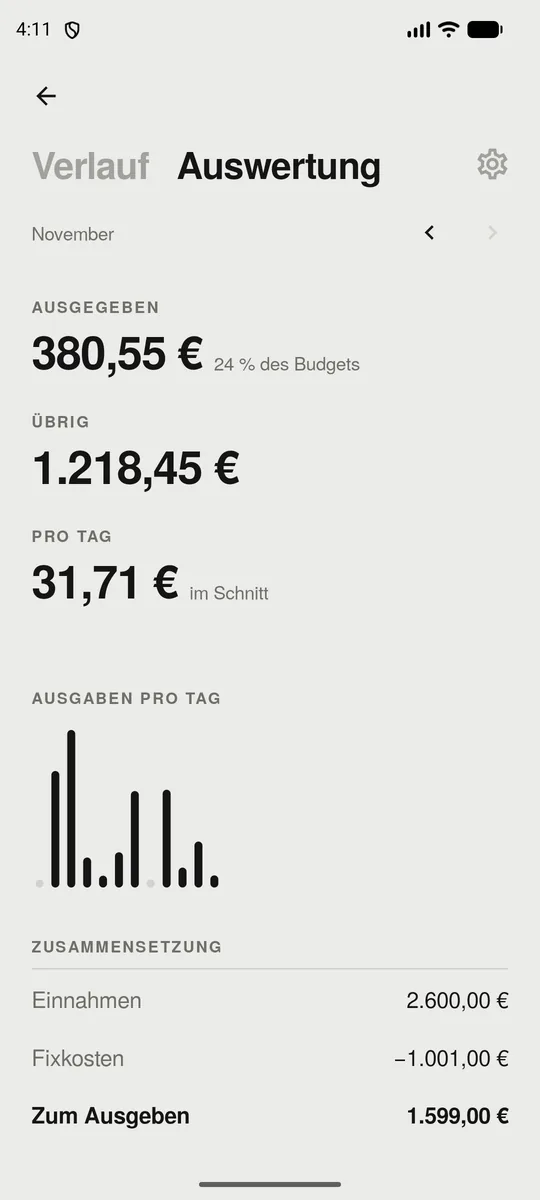 4:11
Verlauf Auswertung
November
AUSGEGEBEN
380,55 € 24 % des Budgets
ÜBRIG
1.218,45 €
PRO TAG
31,71 € im Schnitt
AUSGABEN PRO TAG
ZUSAMMENSETZUNG
Einnahmen 2.600,00 €
Fixkosten −1.001,00 €
Zum Ausgeben 1.599,00 €